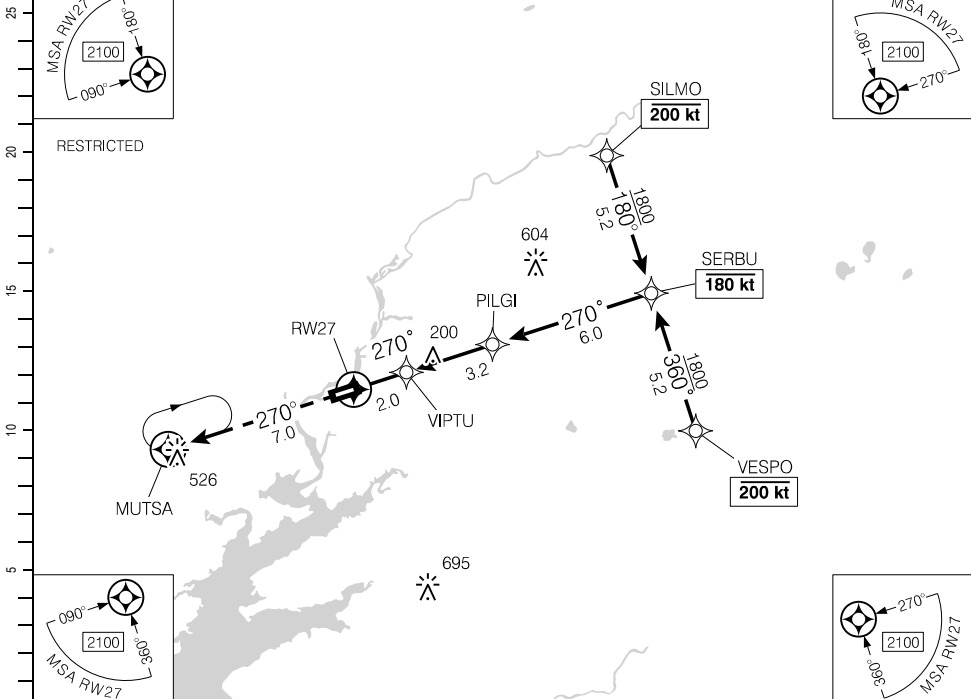 25
MSA RW27
180°
2100
090°
MSA RW27
180°
2100
270°
SILMO
200 kt
RESTRICTED
20
1800
180°
5.2
604
SERBU
180 kt
15
PILGI
270°
6.0
RW27
270°
200
3.2
1800
360°
5.2
270°
7.0
2.0
VIPTU
10
VESPO
200 kt
526
MUTSA
5
695
090°
2100
360°
MSA RW27
270°
2100
360°
MSA RW27